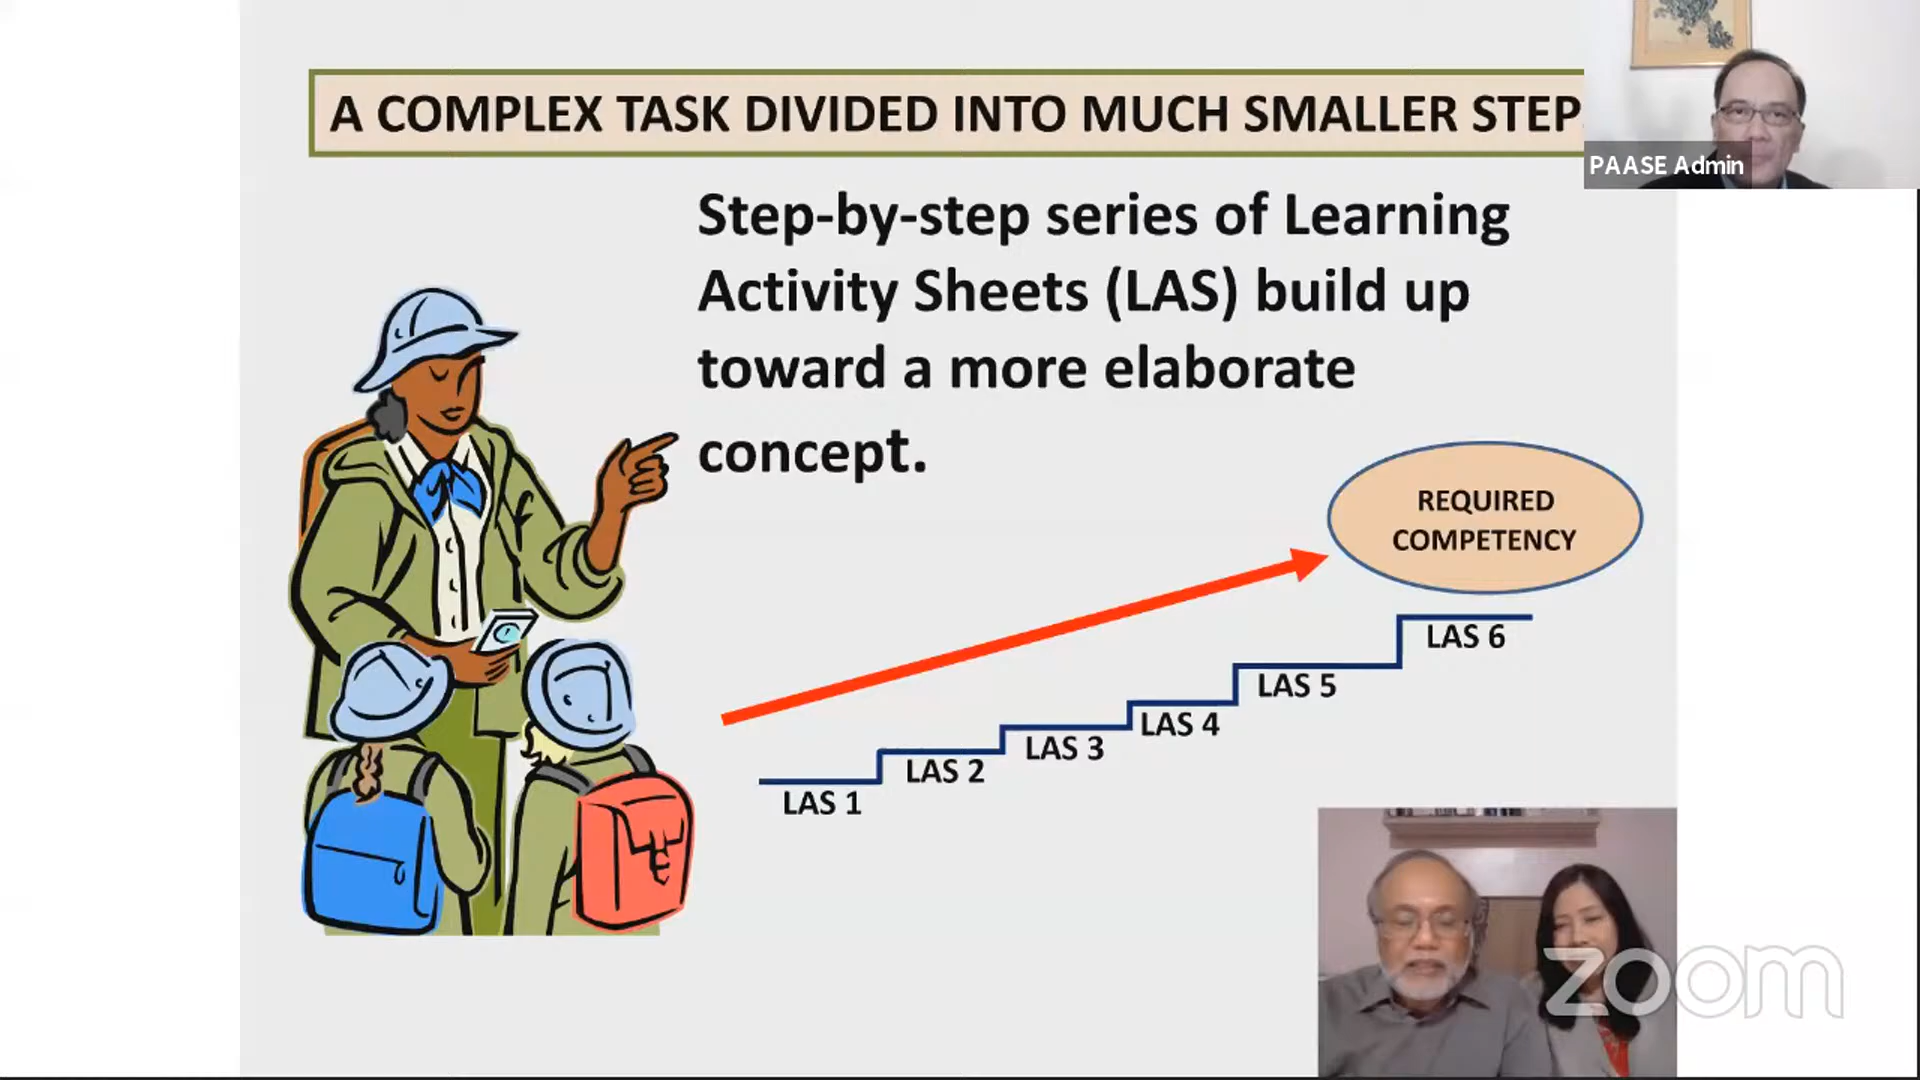 A COMPLEX TASK DIVIDED INTO MUCH SMALLER STEP
PAASE Admin
Step-by-step series of Learning
Activity Sheets (LAS) build up
toward a more elaborate
concept.
REQUIRED
COMPETENCY
LAS 6
LAS 5
LAS 4
LAS 3
LAS 2
LAS 1
zoom